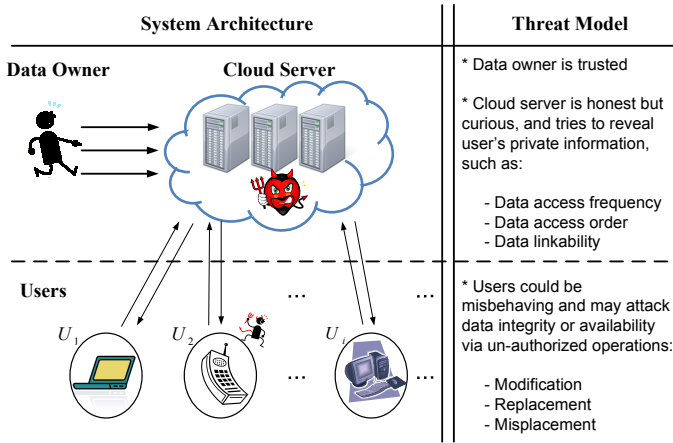 System Architecture
Threat Model
Data Owner
Cloud Server
* Data owner is trusted
* Cloud server is honest but
curious, and tries to reveal
user's private information,
such as:
- Data access frequency
- Data access order
- Data linkability
Users
...
...
U1
U2
Ui
...
...
* Users could be
misbehaving and may attack
data integrity or availability
via un-authorized operations:
- Modification
- Replacement
- Misplacement